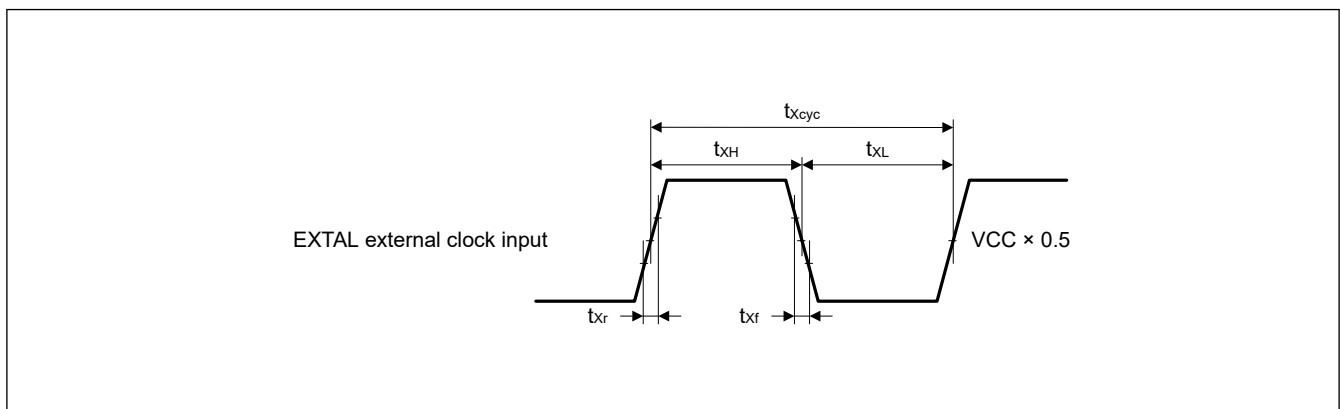 tXcyc
tXH
tXL
EXTAL external clock input
VCC × 0.5
tXr
tXf